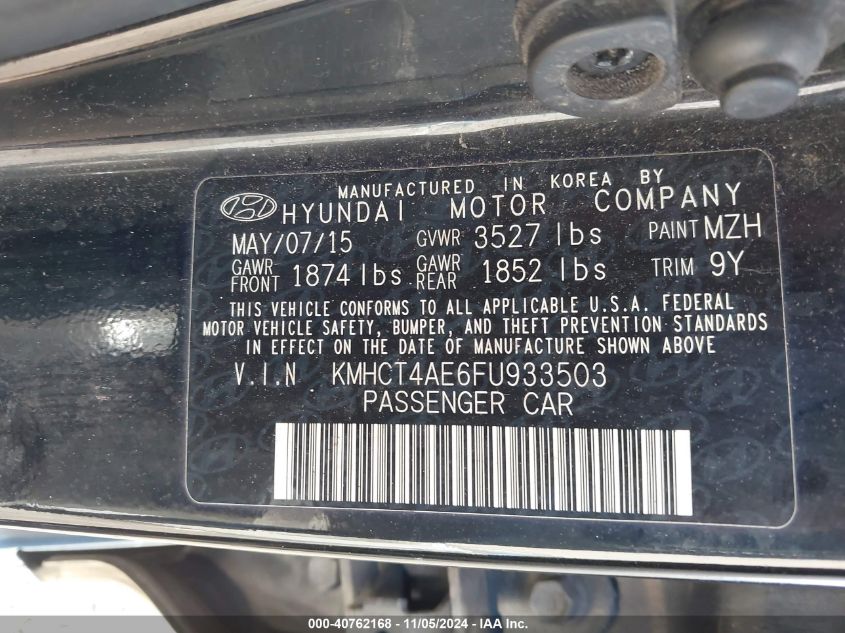 MANUFACTURED IN KOREA BY
HYUNDAI MOTOR COMPANY
MAY/07/15 GVWR 3527 lbs PAINT MZH
GAWR FRONT 1874 lbs GAWR REAR 1852 lbs TRIM 9Y
THIS VEHICLE CONFORMS TO ALL APPLICABLE U.S.A. FEDERAL
MOTOR VEHICLE SAFETY, BUMPER, AND THEFT PREVENTION STANDARDS
IN EFFECT ON THE DATE OF MANUFACTURE SHOWN ABOVE
V.I.N KMHCT4AE6FU933503
PASSENGER CAR
000-40762168 - 11/05/2024 - IAA Inc.